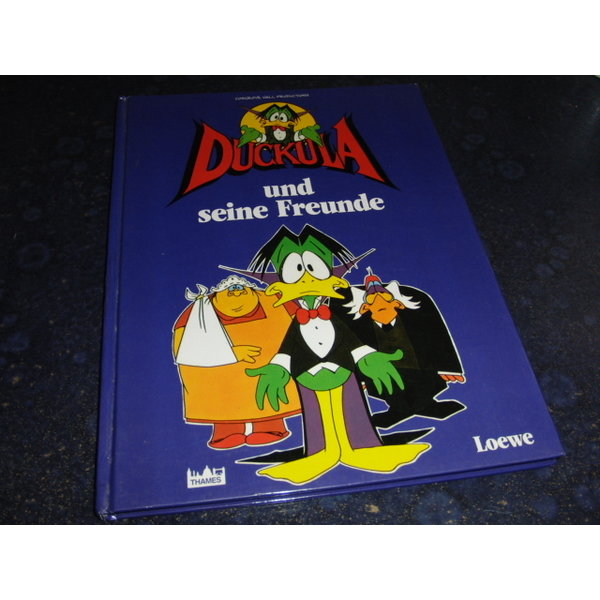 DUCKULA
und
seine Freunde
Loewe
THAMES